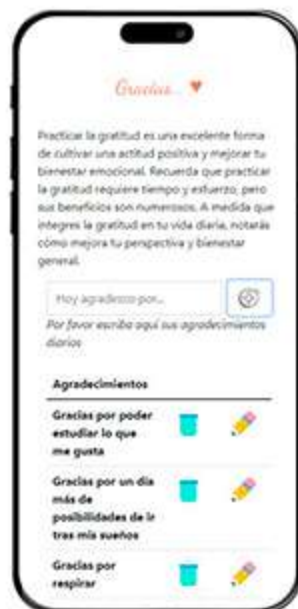 Gracias... ♥
Practicar la gratitud es una excelente forma
de cultivar una actitud positiva y mejorar tu
bienestar emocional. Recuerda que practicar
la gratitud requiere tiempo y esfuerzo, pero
sus beneficios son numerosos. A medida que
integres la gratitud en tu vida diaria, notarás
cómo mejora tu perspectiva y bienestar
general.
Hoy agradezco por...
Por favor escriba aquí sus agradecimientos
diarios
Agradecimientos
Gracias por poder
estudiar lo que
me gusta
Gracias por un día
más de
posibilidades de ir
tras mis sueños
Gracias por
respirar